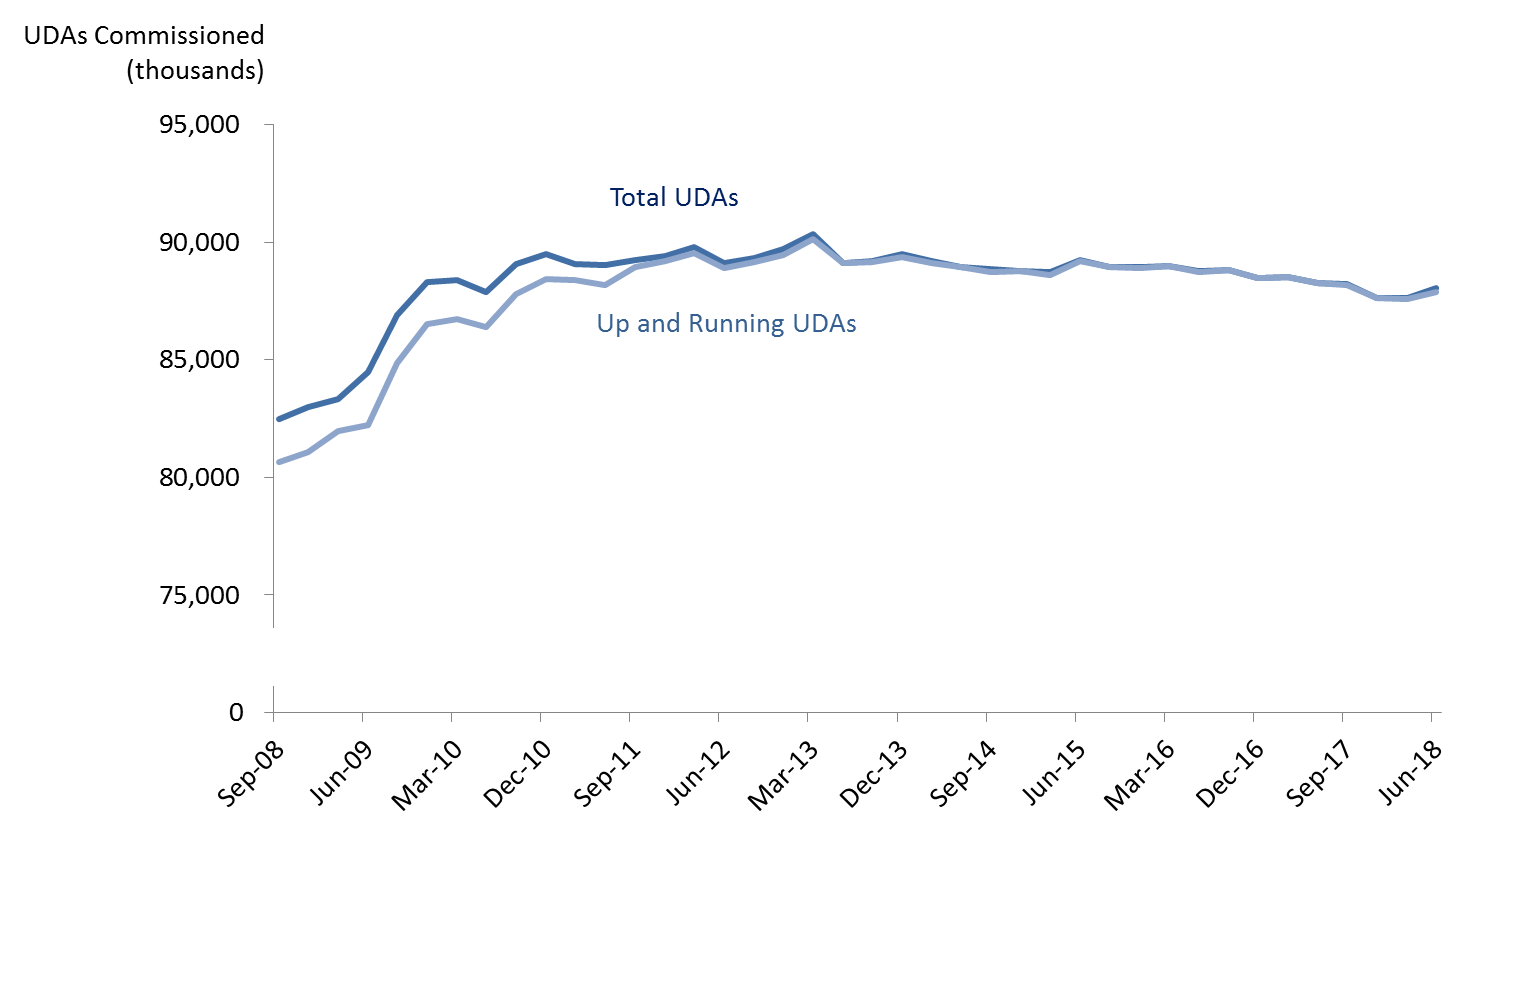 UDAs Commissioned
(thousands)
95,000
Total UDAs
90,000
Up and Running UDAs
85,000
80,000
75,000
0
Sep-08
Jun-09
Mar-10
Dec-10
Sep-11
Jun-12
Mar-13
Dec-13
Sep-14
Jun-15
Mar-16
Dec-16
Sep-17
Jun-18